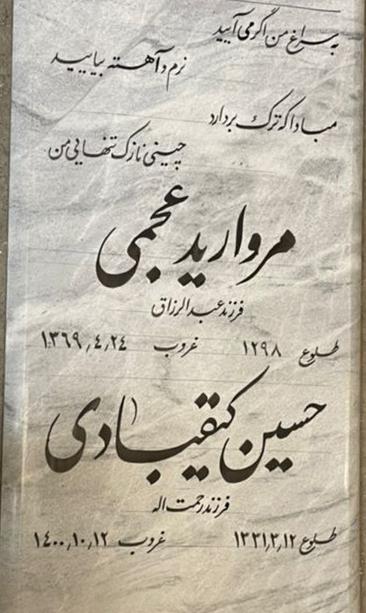 به سراغ من اگر می آیید
نرم و آهسته بیایید
مبادا که ترک بردارد
چینی نازک تنهایی من
مروارید عجمی
فرزند عبدالرزاق
طلوع ۱۲۹۸ غروب ۱۳۶۹٫۴٫۲۴
حسین کیقبادی
فرزند رحمت اله
طلوع ۱۳۳۱٫۳٫۱۲ غروب ۱۴۰۰٫۱۰٫۱۲